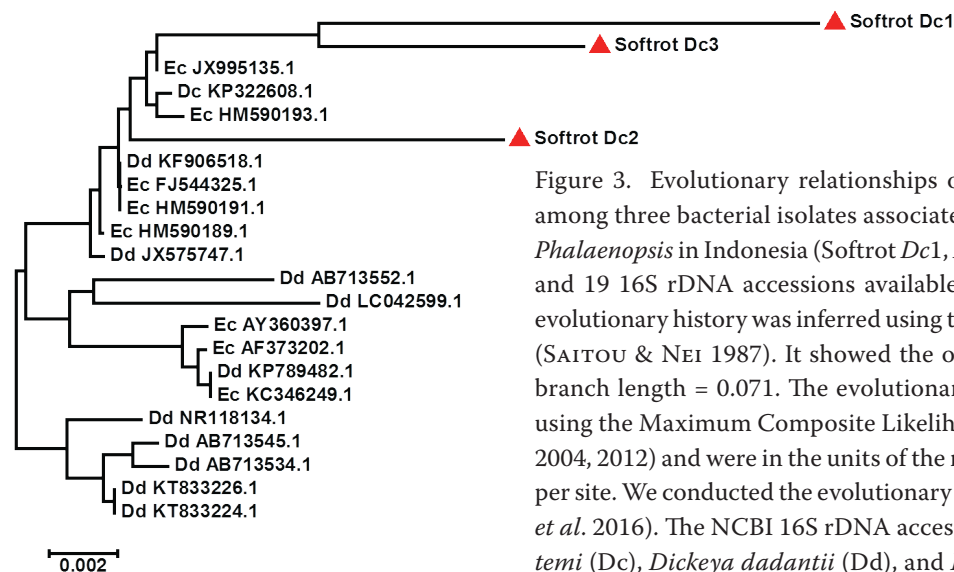 Softrot Dc1
Softrot Dc3
Ec JX995135.1
Dc KP322608.1
Ec HM590193.1
Softrot Dc2
Dd KF906518.1
Ec FJ544325.1
Ec HM590191.1
Ec HM590189.1
Dd JX575747.1
Dd AB713552.1
Dd LC042599.1
Ec AY360397.1
Ec AF373202.1
Dd KP789482.1
Ec KC346249.1
Dd NR118134.1
Dd AB713545.1
Dd AB713534.1
Dd KT833226.1
Dd KT833224.1
0.002
Figure 3. Evolutionary relationships
among three bacterial isolates
Phalaenopsis in Indonesia (Softrot Dc1,
and 19 16S rDNA accessions available
evolutionary history was inferred using
(SAITOU & NEI 1987). It showed the
branch length = 0.071. The
using the Maximum Composite
2004, 2012) and were in the units of the
per site. We conducted the evolutionary
et al. 2016). The NCBI 16S rDNA
temi (Dc), Dickeya dadantii (Dd), and